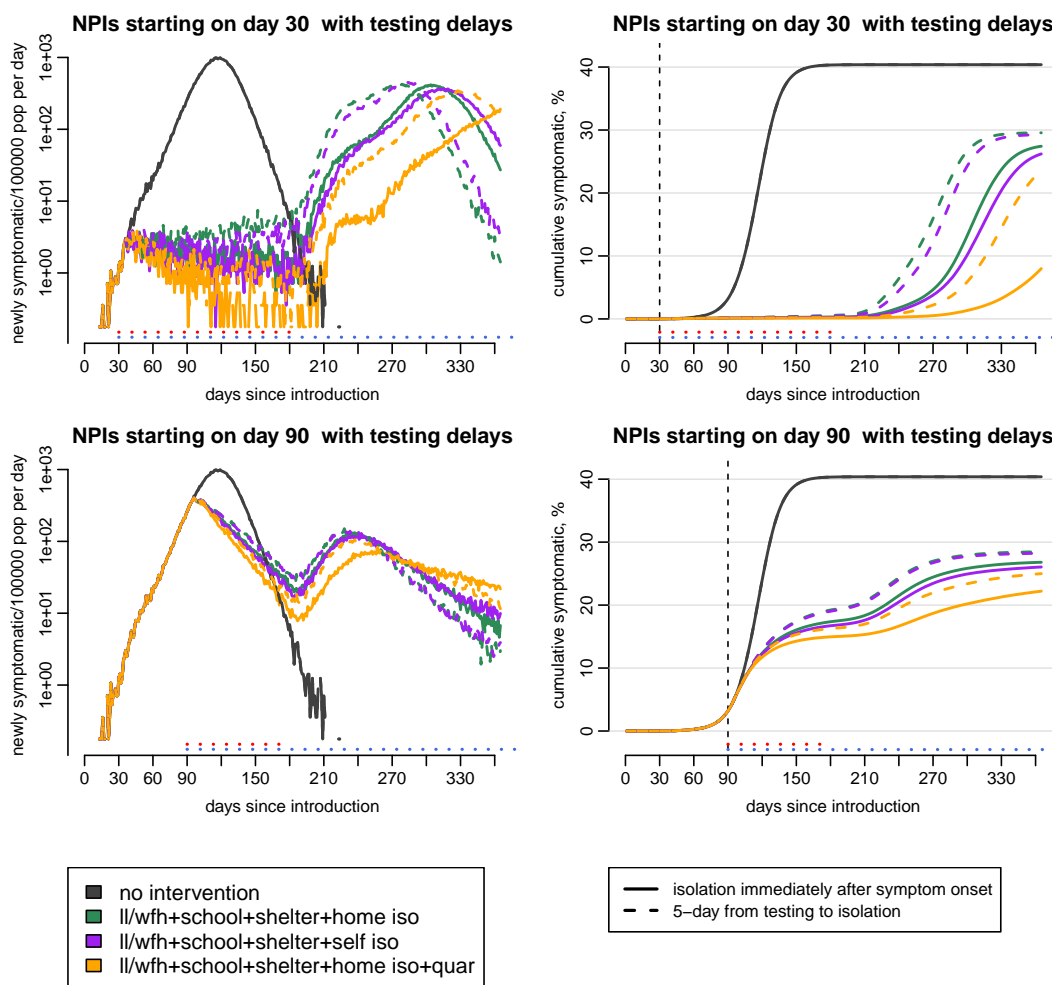 NPIs starting on day 30  with testing delays
newly symptomatic/100000 pop per day
1e+03
1e+02
1e+01
1e+00
0 30 60 90 150 210 270 330
days since introduction
NPIs starting on day 30  with testing delays
cumulative symptomatic, %
40
30
20
10
0
0 30 60 90 150 210 270 330
days since introduction
NPIs starting on day 90  with testing delays
newly symptomatic/100000 pop per day
1e+03
1e+02
1e+01
1e+00
0 30 60 90 150 210 270 330
days since introduction
NPIs starting on day 90  with testing delays
cumulative symptomatic, %
40
30
20
10
0
0 30 60 90 150 210 270 330
days since introduction
no intervention
ll/wfh+school+shelter+home iso
ll/wfh+school+shelter+self iso
ll/wfh+school+shelter+home iso+quar
isolation immediately after symptom onset
5−day from testing to isolation